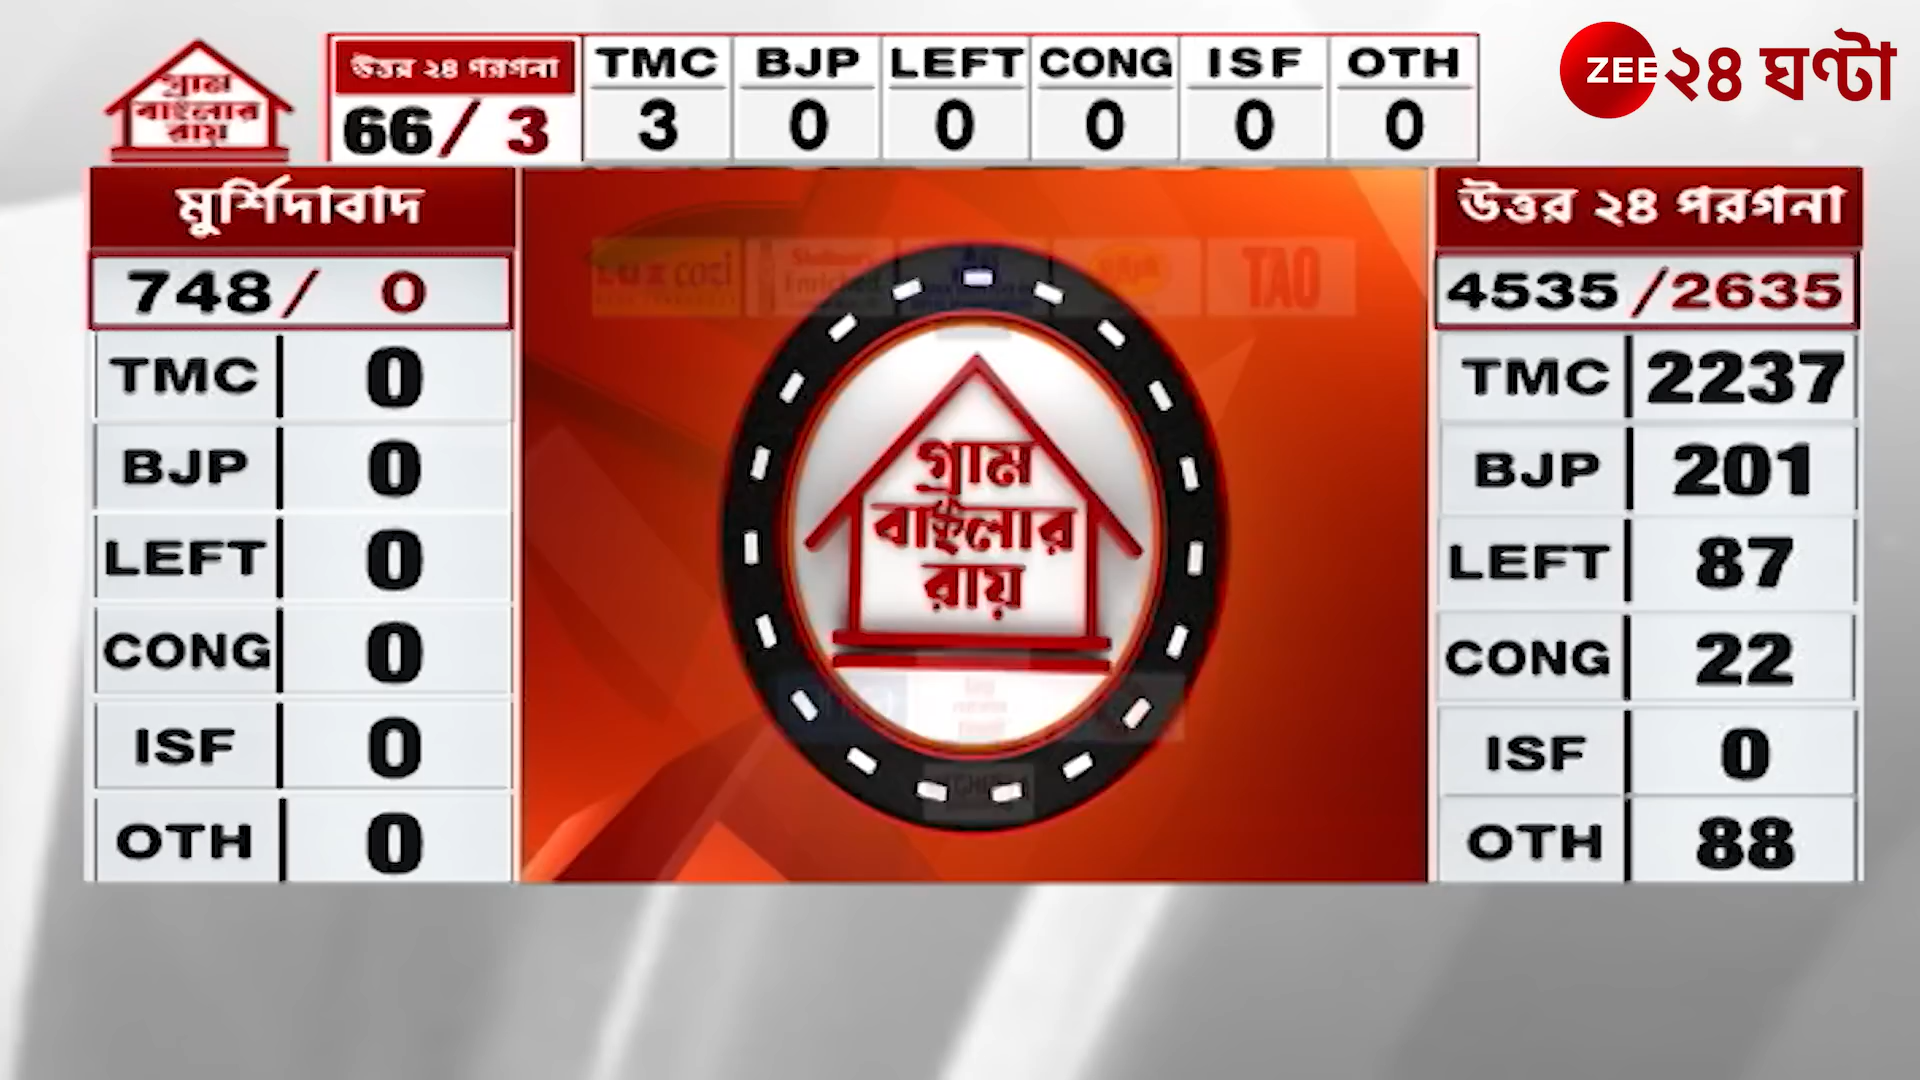 গ্রাম
বাংলার
রায়
উত্তর ২৪ পরগনা
66/ 3
TMC BJP LEFT CONG ISF OTH
3 0 0 0 0 0
ZEE ২৪ ঘণ্টা
মুর্শিদাবাদ
748/ 0
TMC 0
BJP 0
LEFT 0
CONG 0
ISF 0
OTH 0
TAO
গ্রাম
বাংলার
রায়
উত্তর ২৪ পরগনা
4535 /2635
TMC 2237
BJP 201
LEFT 87
CONG 22
ISF 0
OTH 88